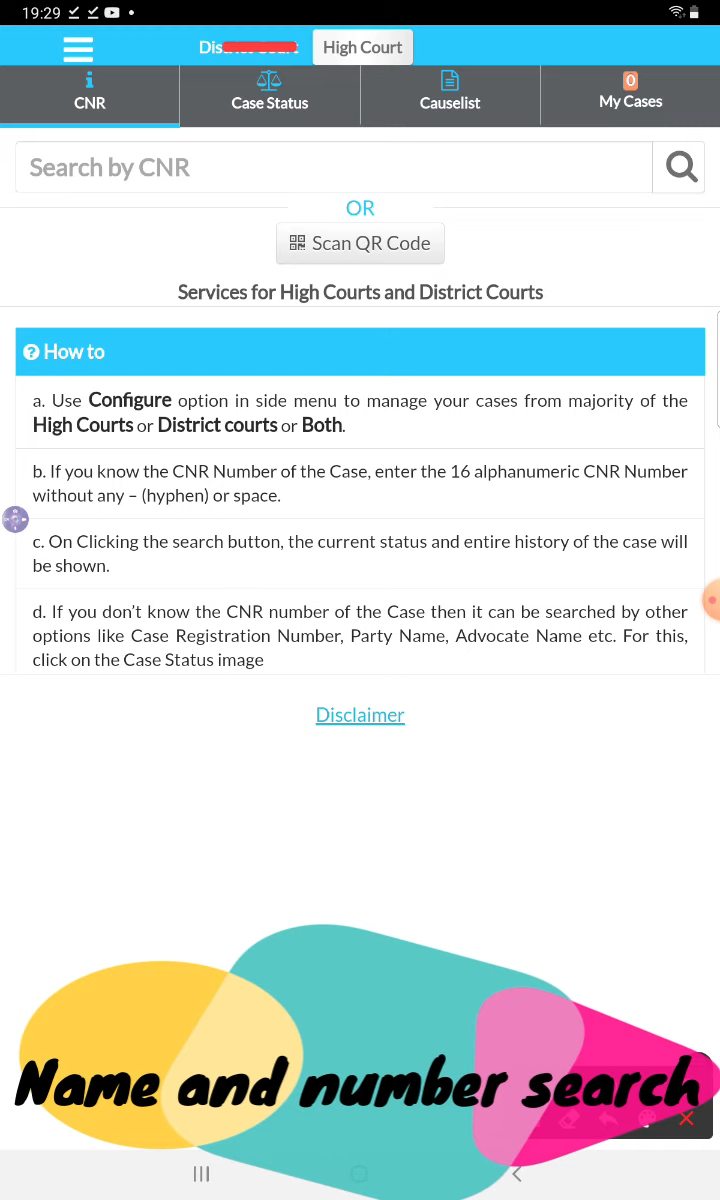 19:29
High Court
CNR
Case Status
Causelist
0
My Cases
Search by CNR
OR
Scan QR Code
Services for High Courts and District Courts
How to
a. Use Configure option in side menu to manage your cases from majority of the
High Courts or District courts or Both.
b. If you know the CNR Number of the Case, enter the 16 alphanumeric CNR Number
without any – (hyphen) or space.
c. On Clicking the search button, the current status and entire history of the case will
be shown.
d. If you don't know the CNR number of the Case then it can be searched by other
options like Case Registration Number, Party Name, Advocate Name etc. For this,
click on the Case Status image
Disclaimer
Name and number search